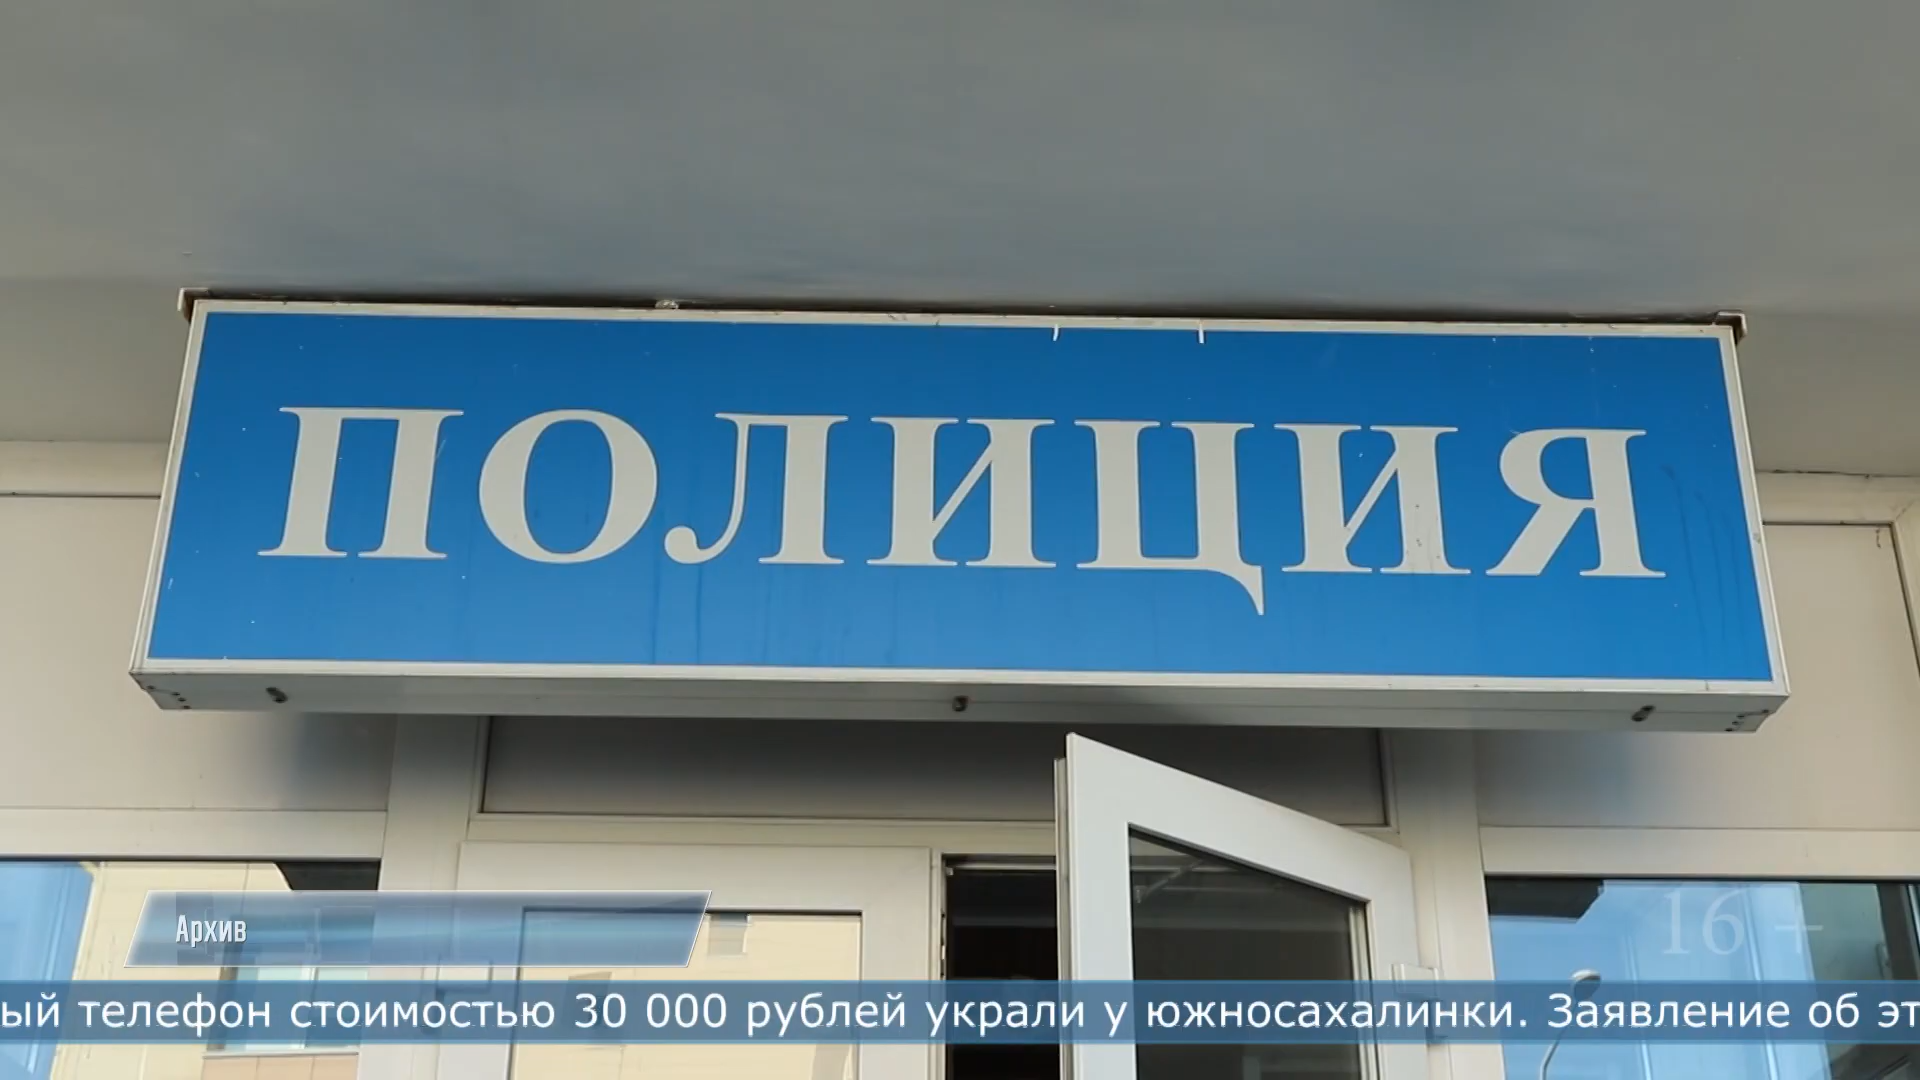 ПОЛИЦИЯ
Архив
16 +
ый телефон стоимостью 30 000 рублей украли у южносахалинки. Заявление об эт